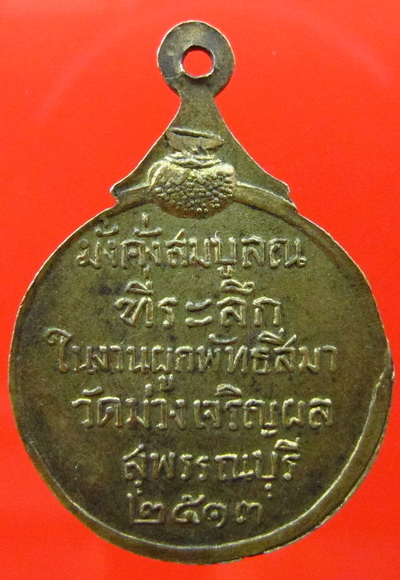 มั่งคั่งสมบูลณ
ที่ระลึก
ในงานผูกพัทธสีมา
วัดม่วงเจริญผล
สุพรรณบุรี
๒๕๑๓